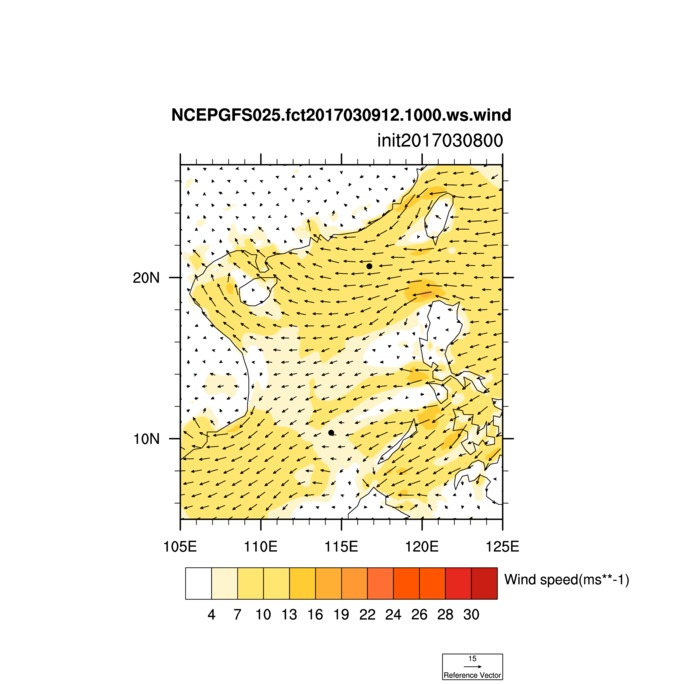 NCEPGFS025.fct2017030912.1000.ws.wind
init2017030800
20N
10N
105E 110E 115E 120E 125E
Wind speed(ms**-1)
4 7 10 13 16 19 22 24 26 28 30
15
Reference Vector